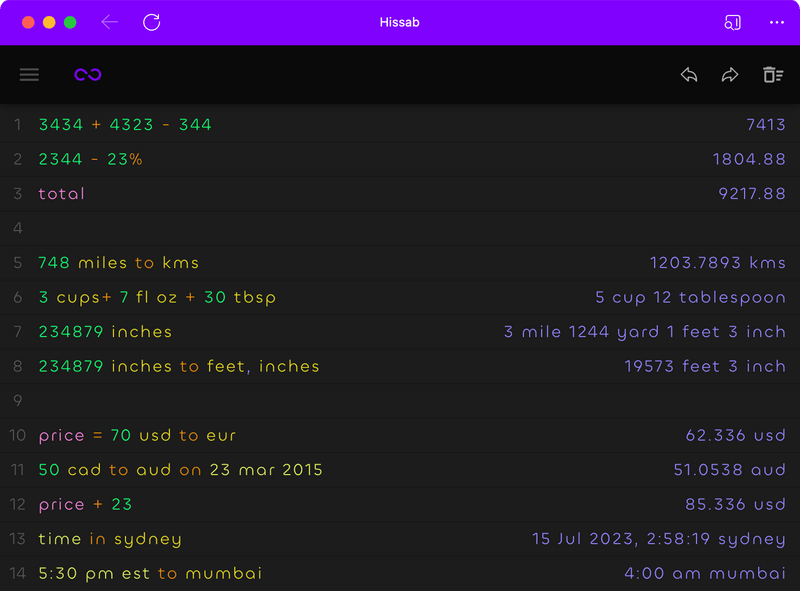 Hissab
1 3434 + 4323 - 344 7413
2 2344 - 23% 1804.88
3 total 9217.88
4
5 748 miles to kms 1203.7893 kms
6 3 cups+ 7 fl oz + 30 tbsp 5 cup 12 tablespoon
7 234879 inches 3 mile 1244 yard 1 feet 3 inch
8 234879 inches to feet, inches 19573 feet 3 inch
9
10 price = 70 usd to eur 62.336 usd
11 50 cad to aud on 23 mar 2015 51.0538 aud
12 price + 23 85.336 usd
13 time in sydney 15 Jul 2023, 2:58:19 sydney
14 5:30 pm est to mumbai 4:00 am mumbai